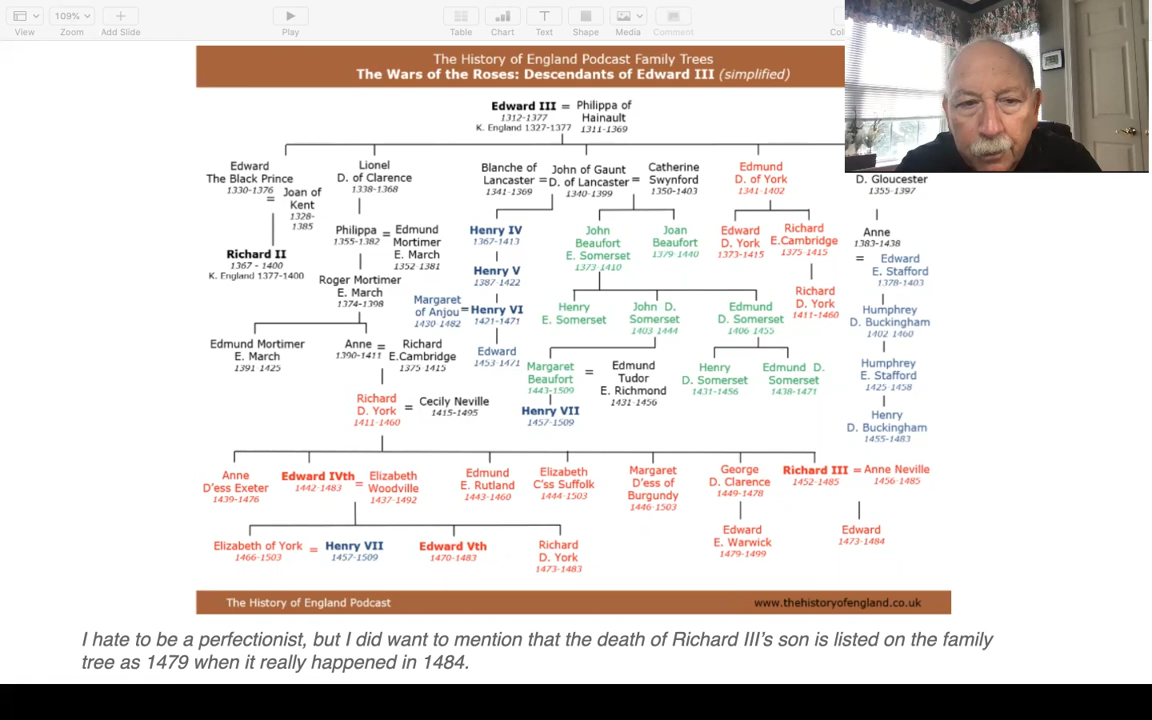 109%
View
Zoom
Add Slide
Play
Table
Chart
Text
Shape
Media
Comment
The History of England Podcast Family Trees
The Wars of the Roses: Descendants of Edward III (simplified)
Edward III = Philippa of
1312-1377 Hainault
K. England 1327-1377 1311-1369
Edward
The Black Prince
1330-1376
= Joan of
Kent
1328-
1385
Richard II
1367 - 1400
K. England 1377-1400
Lionel
D. of Clarence
1338-1368
Philippa =
1355-1382
Edmund
Mortimer
E. March
1352-1381
Roger Mortimer
E. March
1374-1398
Edmund Mortimer
E. March
1391-1425
Anne =
1390-1411
Richard
E.Cambridge
1375-1415
Richard
D. York
1411-1460
= Cecily Neville
1415-1495
Blanche of
Lancaster =
1341-1369
John of Gaunt
D. of Lancaster =
1340-1399
Catherine
Swynford
1350-1403
Henry IV
1367-1413
Henry V
1387-1422
Margaret
of Anjou =
1430-1482
Henry VI
1421-1471
Edward
1453-1471
John
Beaufort
E. Somerset
1373-1410
Joan
Beaufort
1379-1440
Henry
E. Somerset
John D.
Somerset
1403-1444
Edmund
D. Somerset
1406-1455
Margaret
Beaufort
1443-1509
=
Edmund
Tudor
E. Richmond
1431-1456
Henry VII
1457-1509
Henry
D. Somerset
1431-1456
Edmund D.
Somerset
1438-1471
Edmund
D. of York
1341-1402
Edward
D. York
1373-1415
Richard
E.Cambridge
1375-1415
Richard
D. York
1411-1460
D. Gloucester
1355-1397
Anne
1383-1438
= Edward
E. Stafford
1378-1403
Humphrey
D. Buckingham
1402-1460
Humphrey
E. Stafford
1425-1458
Henry
D. Buckingham
1455-1483
Anne
D'ess Exeter
1439-1476
Edward IVth
1442-1483
=
Elizabeth
Woodville
1437-1492
Edmund
E. Rutland
1443-1460
Elizabeth
C'ss Suffolk
1444-1503
Margaret
D'ess of
Burgundy
1446-1503
George
D. Clarence
1449-1478
Richard III = Anne Neville
1452-1485 1456-1485
Elizabeth of York = Henry VII
1466-1503 1457-1509
Edward Vth
1470-1483
Richard
D. York
1473-1483
Edward
E. Warwick
1479-1499
Edward
1473-1484
The History of England Podcast
www.thehistoryofengland.co.uk
I hate to be a perfectionist, but I did want to mention that the death of Richard III's son is listed on the family
tree as 1479 when it really happened in 1484.